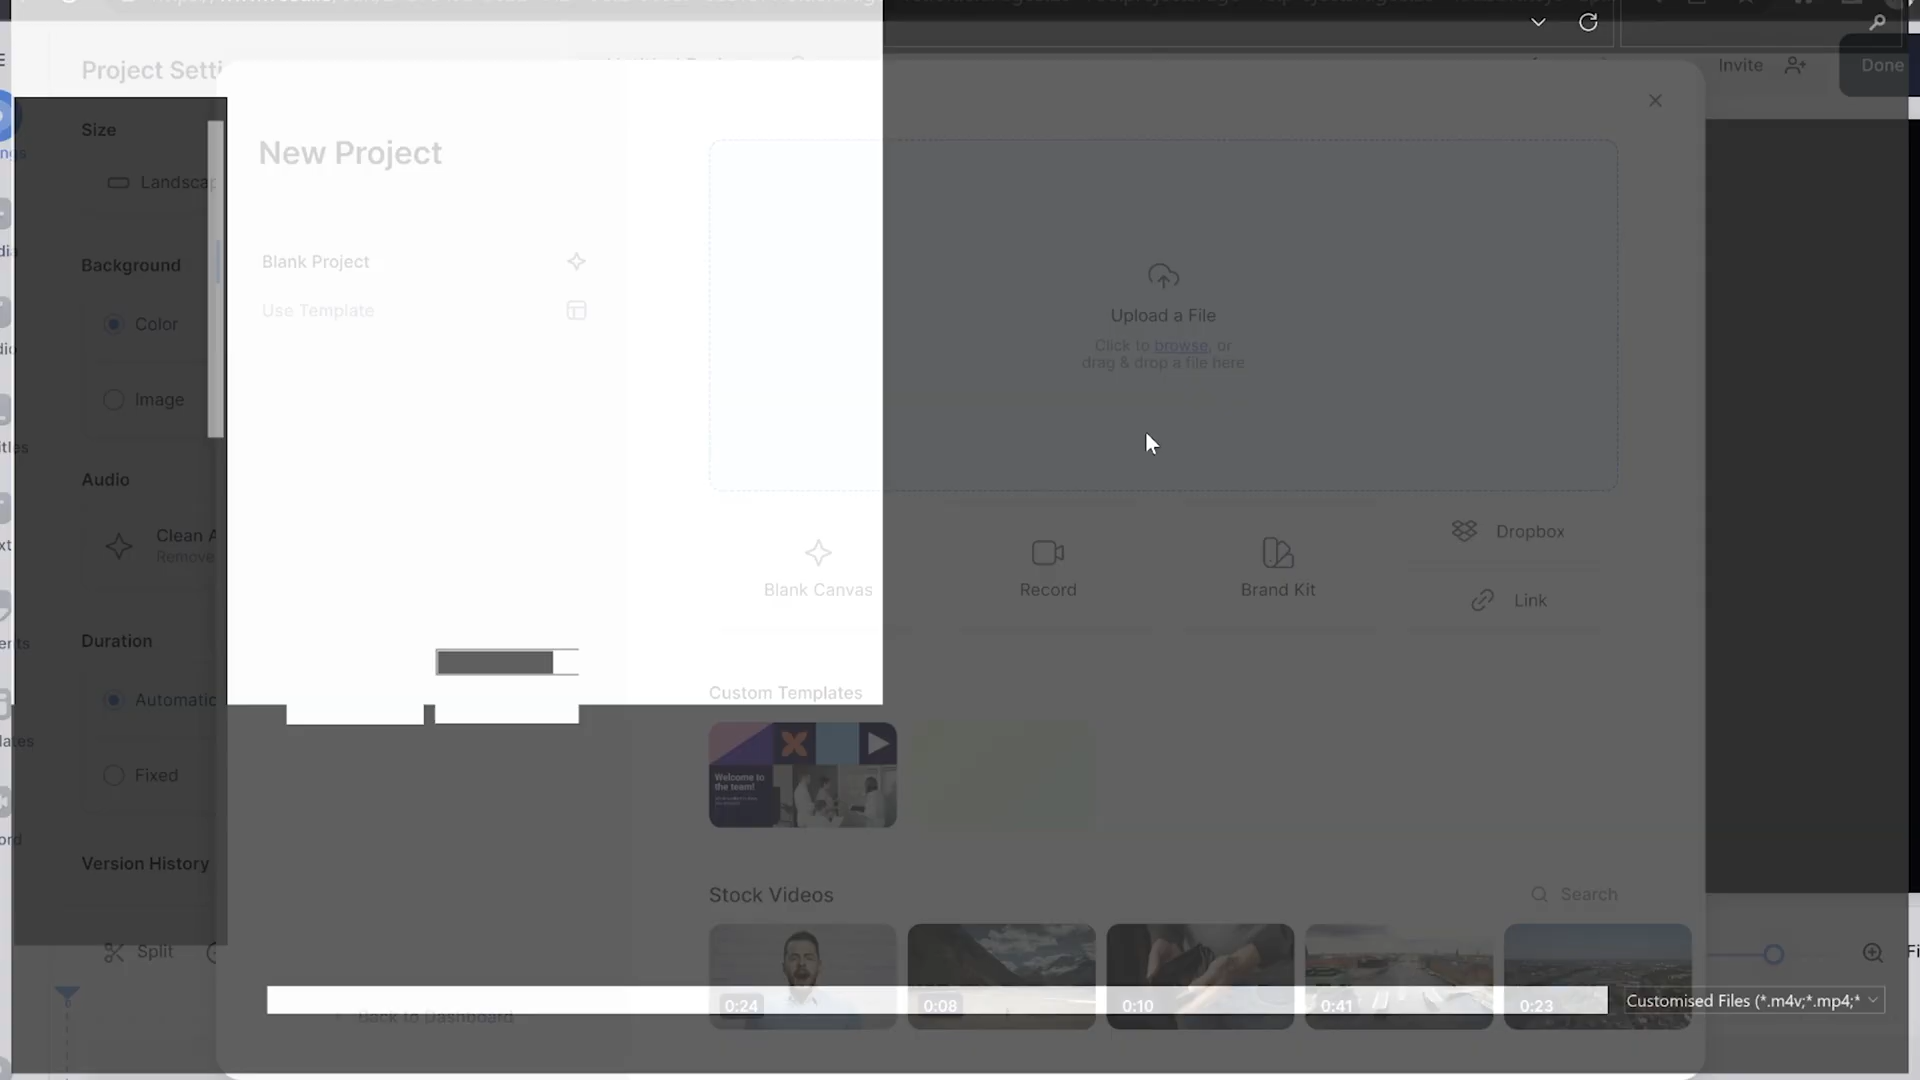 Project Setti
Invite
Done
Size
New Project
Landscap
Blank Project
Background
Use Template
Upload a File
Color
Click to browse, or
drag & drop a file here
Image
Audio
Clean A
Remove
Dropbox
Blank Canvas
Record
Brand Kit
Link
Duration
Custom Templates
Automatic
Welcome to
the team!
Fixed
Version History
Stock Videos
Search
Split
0:24
0:08
0:10
0:41
0:23
Customised Files (*.m4v;*.mp4;*
Back to Dashboard